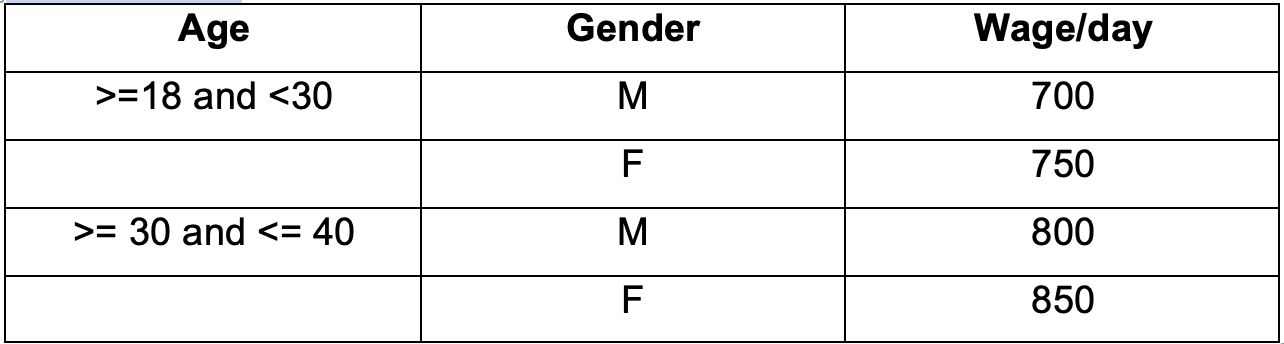 Age Gender Wage/day
>=18 and <30 M 700
F 750
>= 30 and <= 40 M 800
F 850